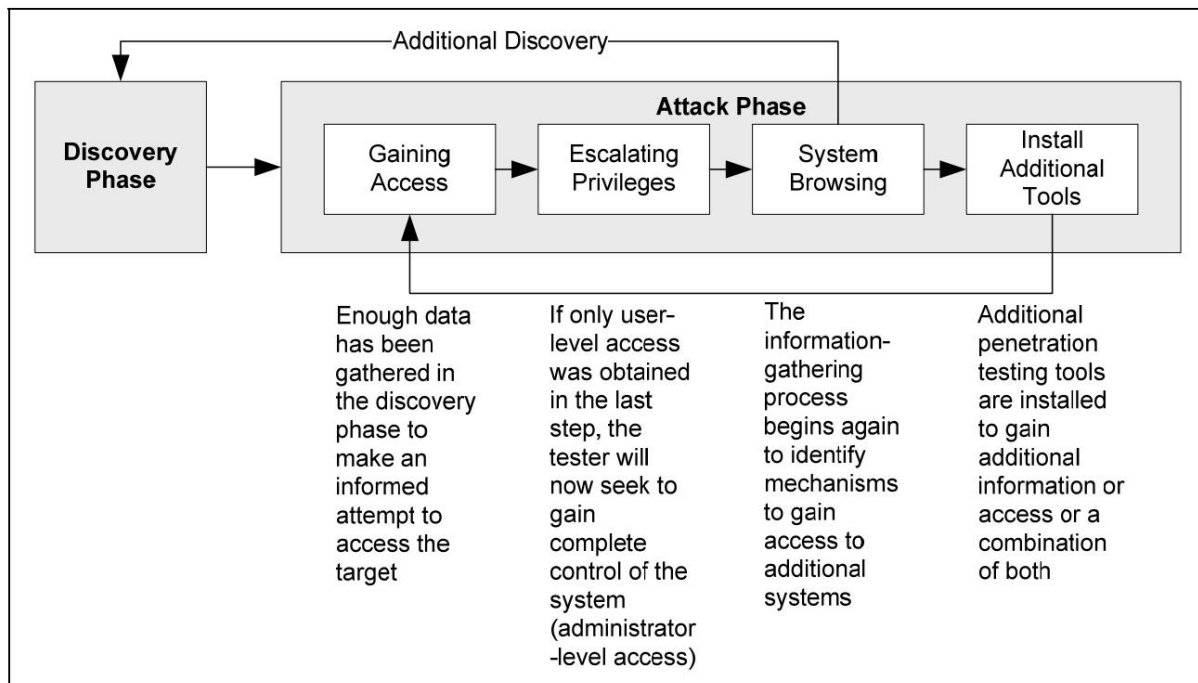 Additional Discovery
Attack Phase
Discovery
Phase
Gaining
Access
Escalating
Privileges
System
Browsing
Install
Additional
Tools
Enough data
has been
gathered in
the discovery
phase to
make an
informed
attempt to
access the
target
If only user-
level access
was obtained
in the last
step, the
tester will
now seek to
gain
complete
control of the
system
(administrator
-level access)
The
information-
gathering
process
begins again
to identify
mechanisms
to gain
access to
additional
systems
Additional
penetration
testing tools
are installed
to gain
additional
information or
access or a
combination
of both